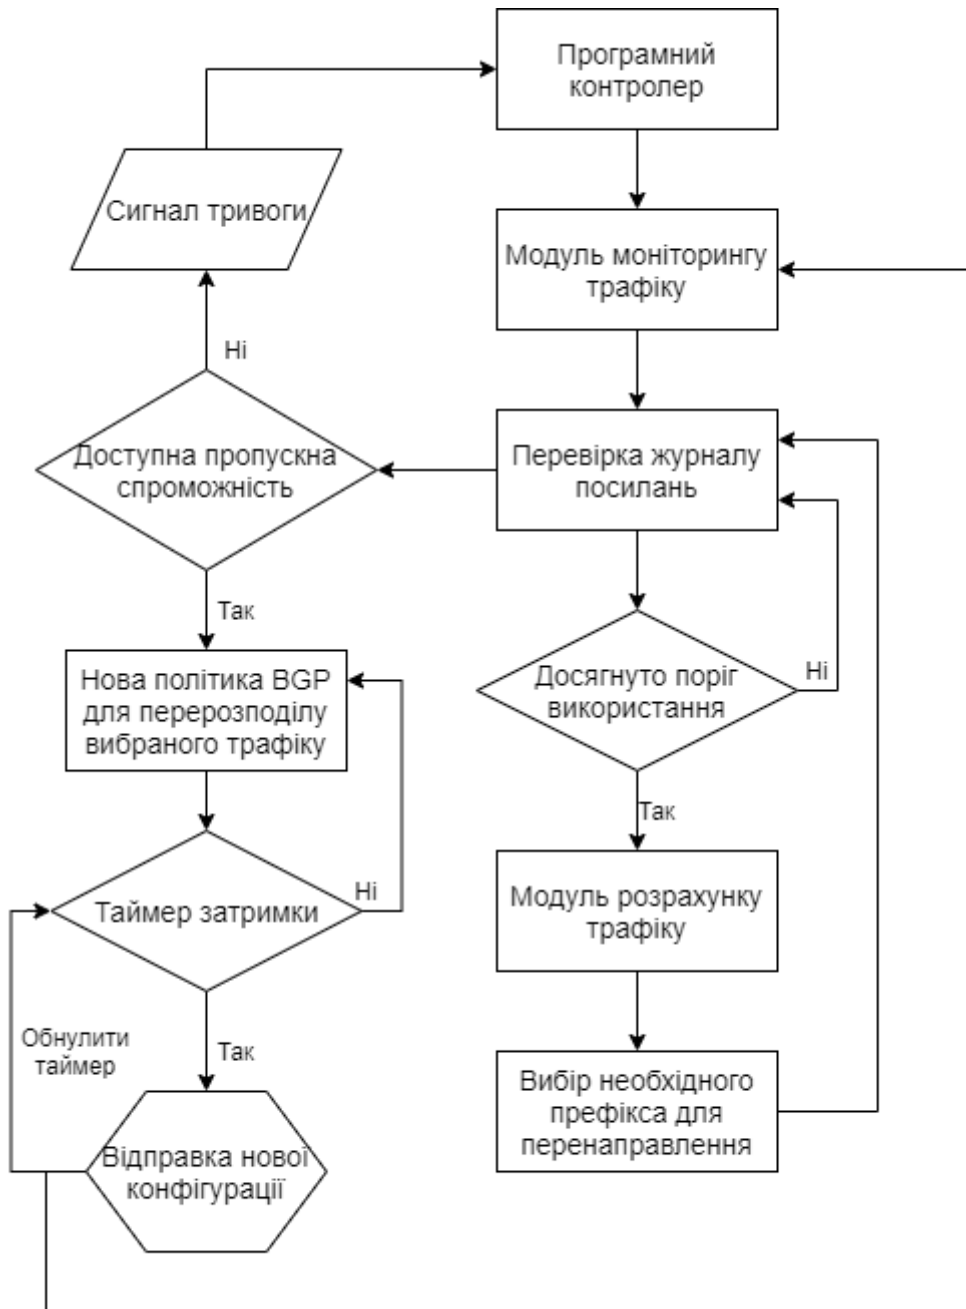 Програмний
контролер
Сигнал тривоги
Модуль моніторингу
трафіку
Ні
Доступна пропускна
спроможність
Перевірка журналу
посилань
Так
Нова політика BGP
для перерозподілу
вибраного трафіку
Досягнуто поріг
використання
Ні
Так
Таймер затримки
Ні
Модуль розрахунку
трафіку
Обнулити
таймер
Так
Вибір необхідного
префікса для
перенаправлення
Відправка нової
конфігурації